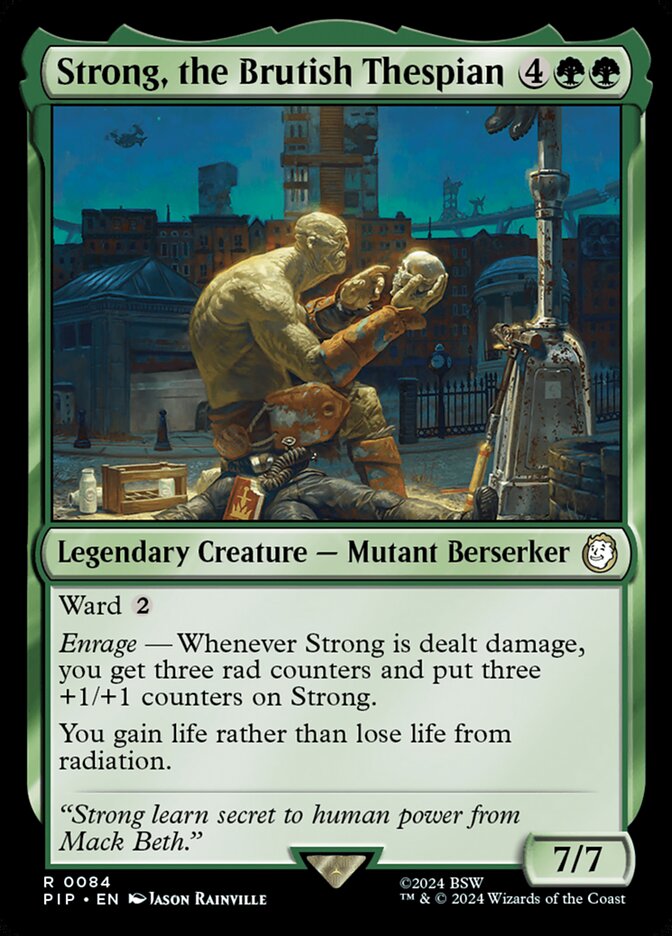 Strong, the Brutish Thespian 4
Legendary Creature — Mutant Berserker
Ward 2
Enrage — Whenever Strong is dealt damage,
you get three rad counters and put three
+1/+1 counters on Strong.
You gain life rather than lose life from
radiation.
“Strong learn secret to human power from
Mack Beth.”
7/7
R 0084
PIP • EN Jason Rainville
©2024 BSW
™ & © 2024 Wizards of the Coast